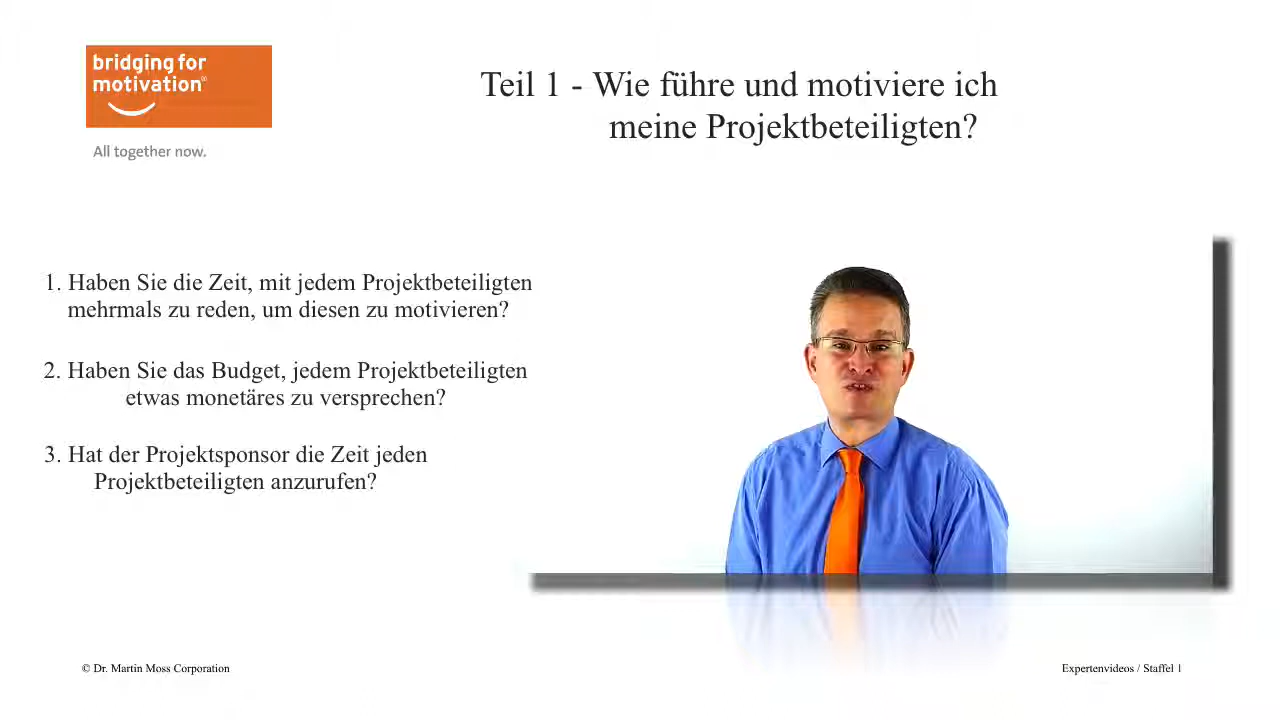 bridging for
motivation®
All together now.
Teil 1 - Wie führe und motiviere ich
meine Projektbeteiligten?
1. Haben Sie die Zeit, mit jedem Projektbeteiligten
mehrmals zu reden, um diesen zu motivieren?
2. Haben Sie das Budget, jedem Projektbeteiligten
etwas monetäres zu versprechen?
3. Hat der Projektsponsor die Zeit jeden
Projektbeteiligten anzurufen?
© Dr. Martin Moss Corporation
Expertenvideos / Staffel 1